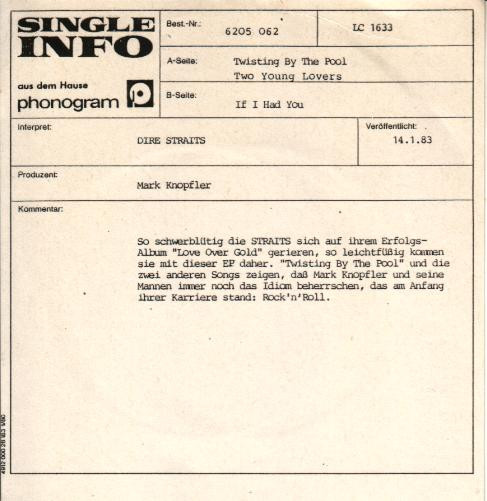 SINGLE
INFO
aus dem Hause
phonogram
Best.-Nr.:
6205 062
LC 1633
A-Seite:
Twisting By The Pool
Two Young Lovers
B-Seite:
If I Had You
Interpret:
DIRE STRAITS
Veröffentlicht:
14.1.83
Produzent:
Mark Knopfler
Kommentar:
So schwerblütig die STRAITS sich auf ihrem Erfolgs-
Album "Love Over Gold" gerieren, so leichtfüßig kommen
sie mit dieser EP daher. "Twisting By The Pool" und die
zwei anderen Songs zeigen, daß Mark Knopfler und seine
Mannen immer noch das Idiom beherrschen, das am Anfang
ihrer Karriere stand: Rock'n'Roll.